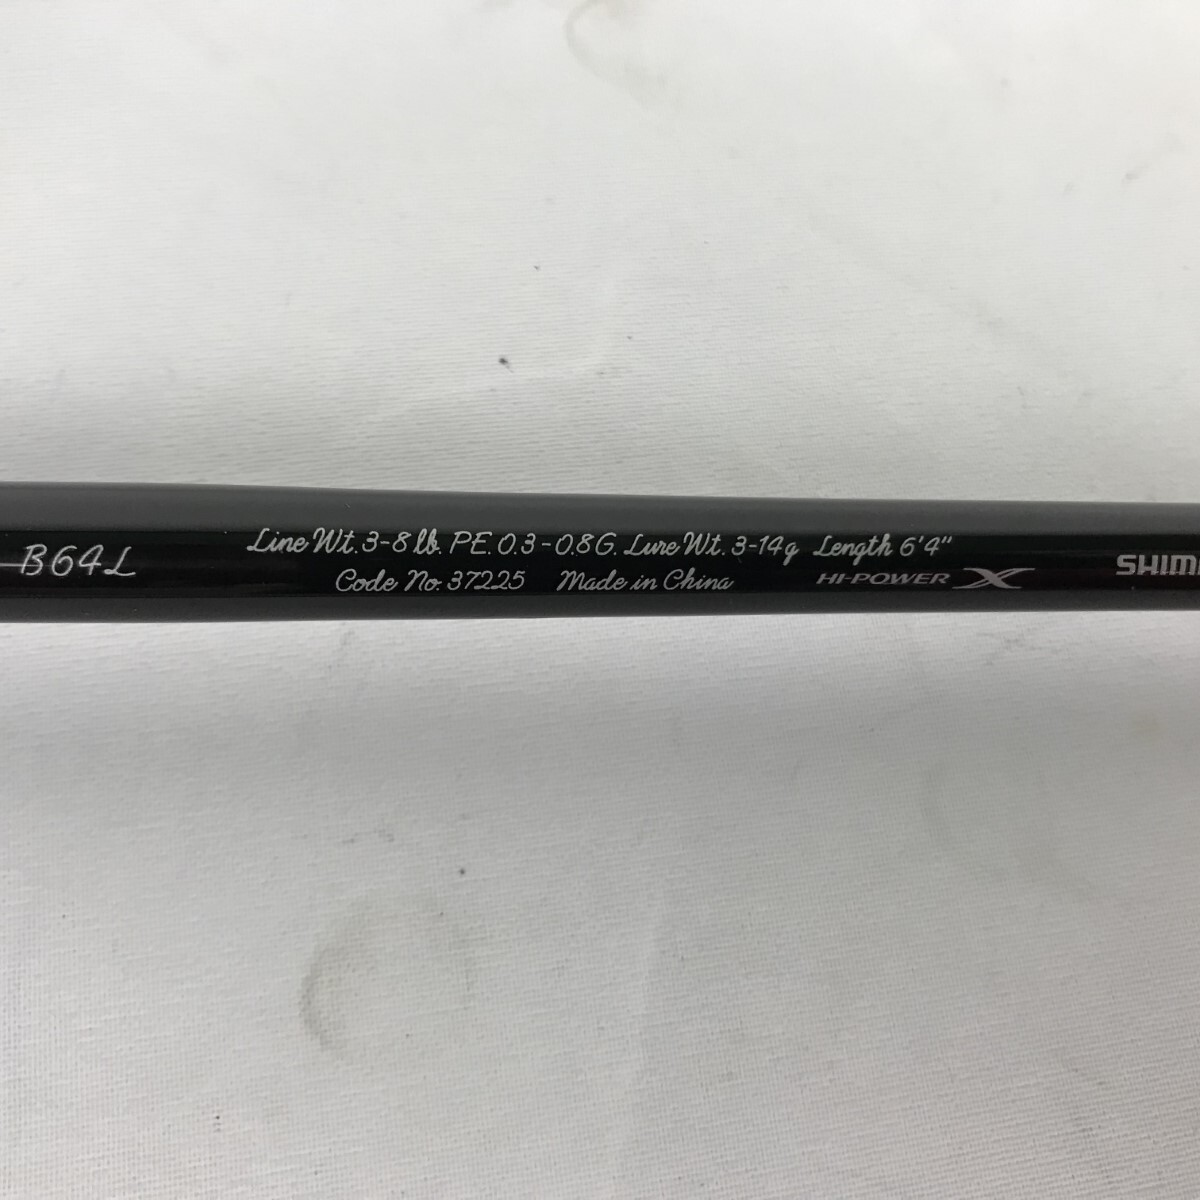 B64L
Line Wt. 3-8 lb. PE. 0.3-0.8G. Lure Wt. 3-14g Length 6'4"
Code No. 37225 Made in China
HI-POWER X
SHIM